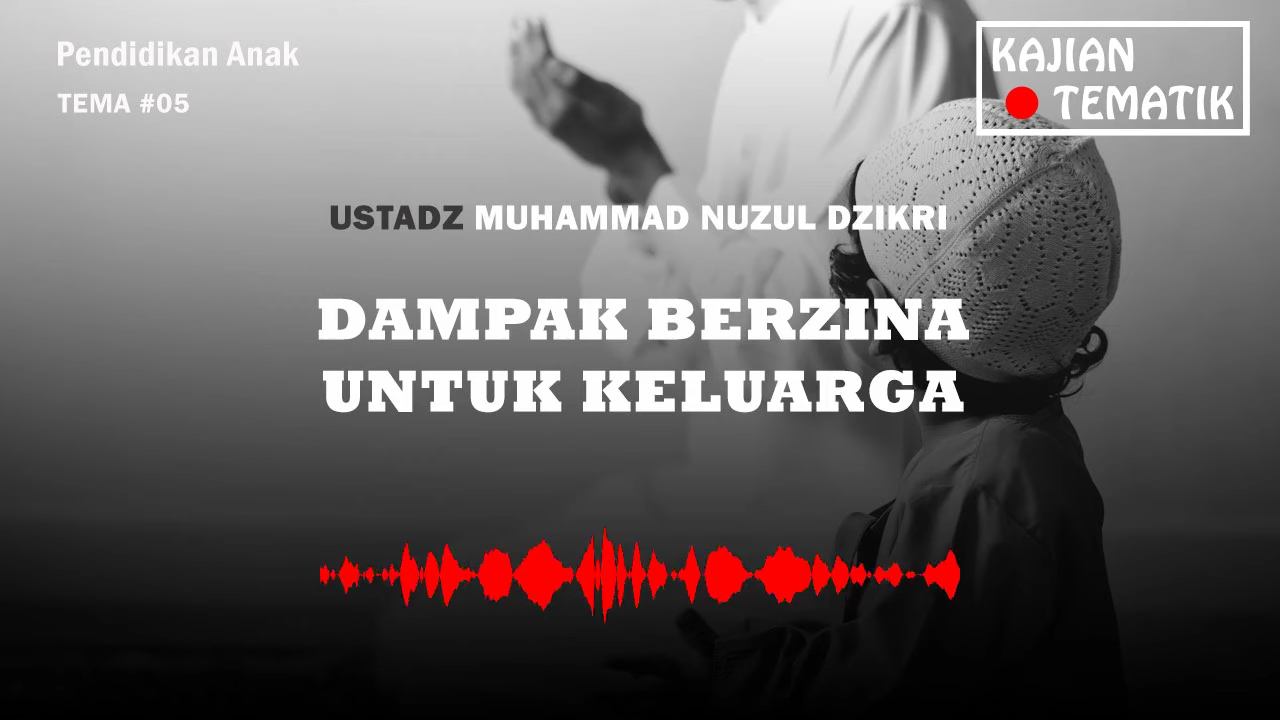 Pendidikan Anak
TEMA #05
KAJIAN
TEMATIK
USTADZ MUHAMMAD NUZUL DZIKRI
DAMPAK BERZINA
UNTUK KELUARGA